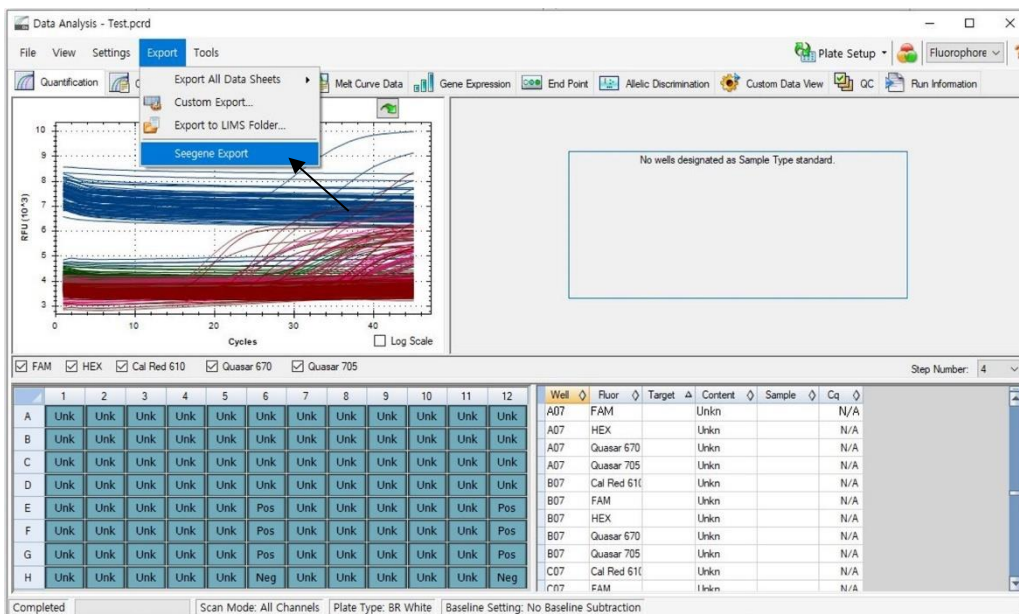 Data Analysis - Test.pcrd
File View Settings Export Tools
Plate Setup
Fluorophore
Quantification
Melt Curve Data
Gene Expression
End Point
Allelic Discrimination
Custom Data View
QC
Run Information
Export All Data Sheets
Custom Export...
Export to LIMS Folder...
Seegene Export
RFU (10^3)
10
9
8
7
6
5
4
3
0 10 20 30 40
Cycles
Log Scale
No wells designated as Sample Type standard.
FAM HEX Cal Red 610 Quasar 670 Quasar 705
Step Number: 4
1 2 3 4 5 6 7 8 9 10 11 12
A Unk Unk Unk Unk Unk Unk Unk Unk Unk Unk Unk Unk
B Unk Unk Unk Unk Unk Unk Unk Unk Unk Unk Unk Unk
C Unk Unk Unk Unk Unk Unk Unk Unk Unk Unk Unk Unk
D Unk Unk Unk Unk Unk Unk Unk Unk Unk Unk Unk Unk
E Unk Unk Unk Unk Unk Pos Unk Unk Unk Unk Unk Pos
F Unk Unk Unk Unk Unk Pos Unk Unk Unk Unk Unk Pos
G Unk Unk Unk Unk Unk Pos Unk Unk Unk Unk Unk Pos
H Unk Unk Unk Unk Unk Neg Unk Unk Unk Unk Unk Neg
Well Fluor Target Content Sample Cq
A07 FAM Unkn N/A
A07 HEX Unkn N/A
A07 Quasar 670 Unkn N/A
A07 Quasar 705 Unkn N/A
B07 Cal Red 610 Unkn N/A
B07 FAM Unkn N/A
B07 HEX Unkn N/A
B07 Quasar 670 Unkn N/A
B07 Quasar 705 Unkn N/A
C07 Cal Red 610 Unkn N/A
C07 FAM Unkn N/A
Completed
Scan Mode: All Channels
Plate Type: BR White
Baseline Setting: No Baseline Subtraction